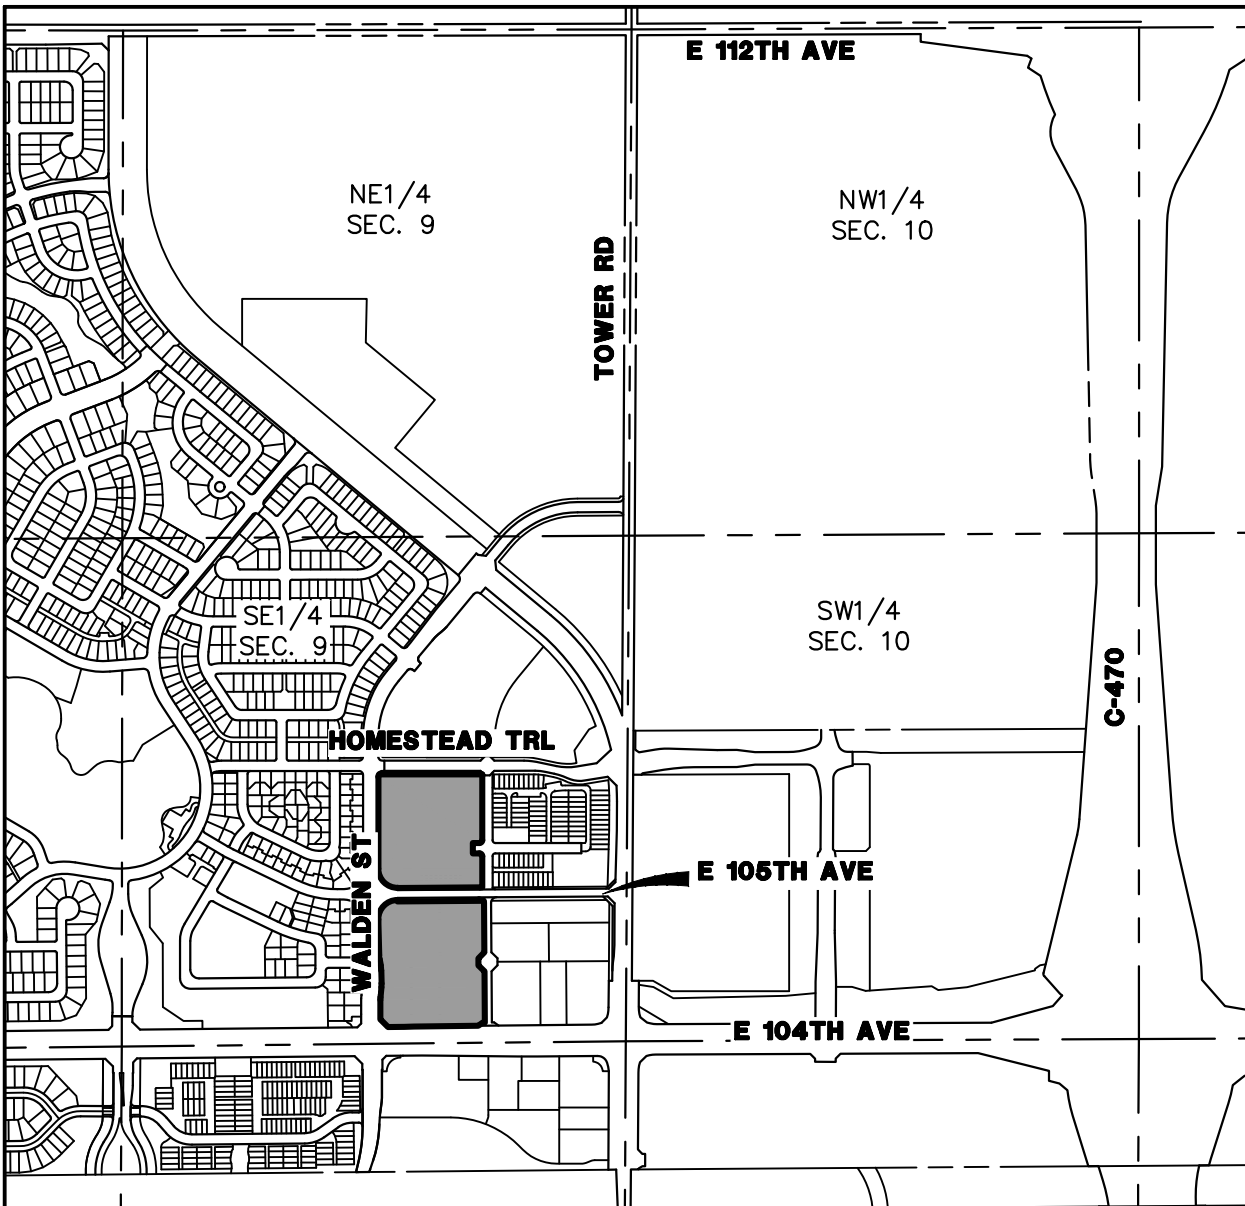 E 112TH AVE
NE1/4
SEC. 9
NW1/4
SEC. 10
TOWER RD
SE1/4
SEC. 9
SW1/4
SEC. 10
C-470
HOMESTEAD TRL
WALDEN ST
E 105TH AVE
E 104TH AVE